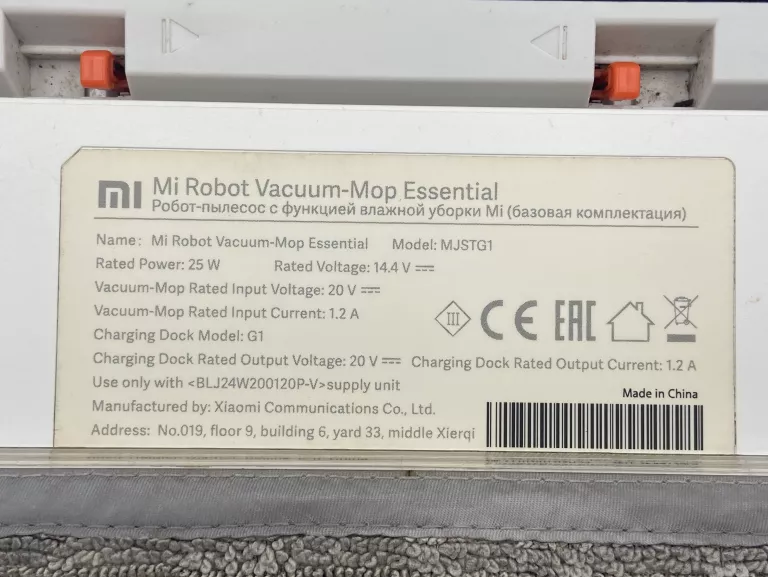 mi Mi Robot Vacuum-Mop Essential
Робот-пылесос с функцией влажной уборки Mi (базовая комплектация)
Name: Mi Robot Vacuum-Mop Essential Model: MJSTG1
Rated Power: 25 W Rated Voltage: 14.4 V ⎓
Vacuum-Mop Rated Input Voltage: 20 V ⎓
Vacuum-Mop Rated Input Current: 1.2 A
Charging Dock Model: G1
III CE EAC
Charging Dock Rated Output Voltage: 20 V ⎓ Charging Dock Rated Output Current: 1.2 A
Use only with <BLJ24W200120P-V>supply unit
Made in China
Manufactured by: Xiaomi Communications Co., Ltd.
Address: No.019, floor 9, building 6, yard 33, middle Xierqi